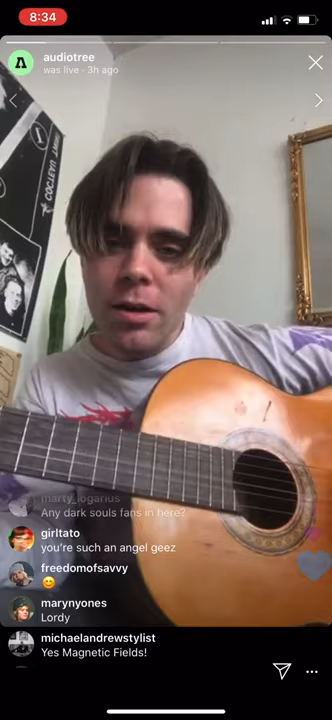 8:34
audiotree
was live · 3h ago
marty_logarius
Any dark souls fans in here?
girltato
you're such an angel geez
freedomofsavvy
😊
marynyones
Lordy
michaelandrewstylist
Yes Magnetic Fields!